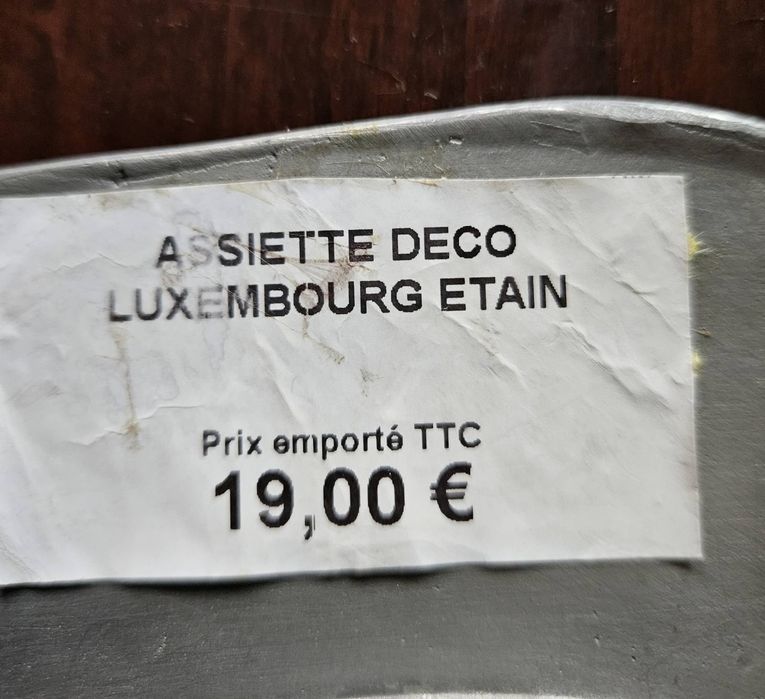 ASSIETTE DECO
LUXEMBOURG ETAIN
Prix emporté TTC
19,00 €